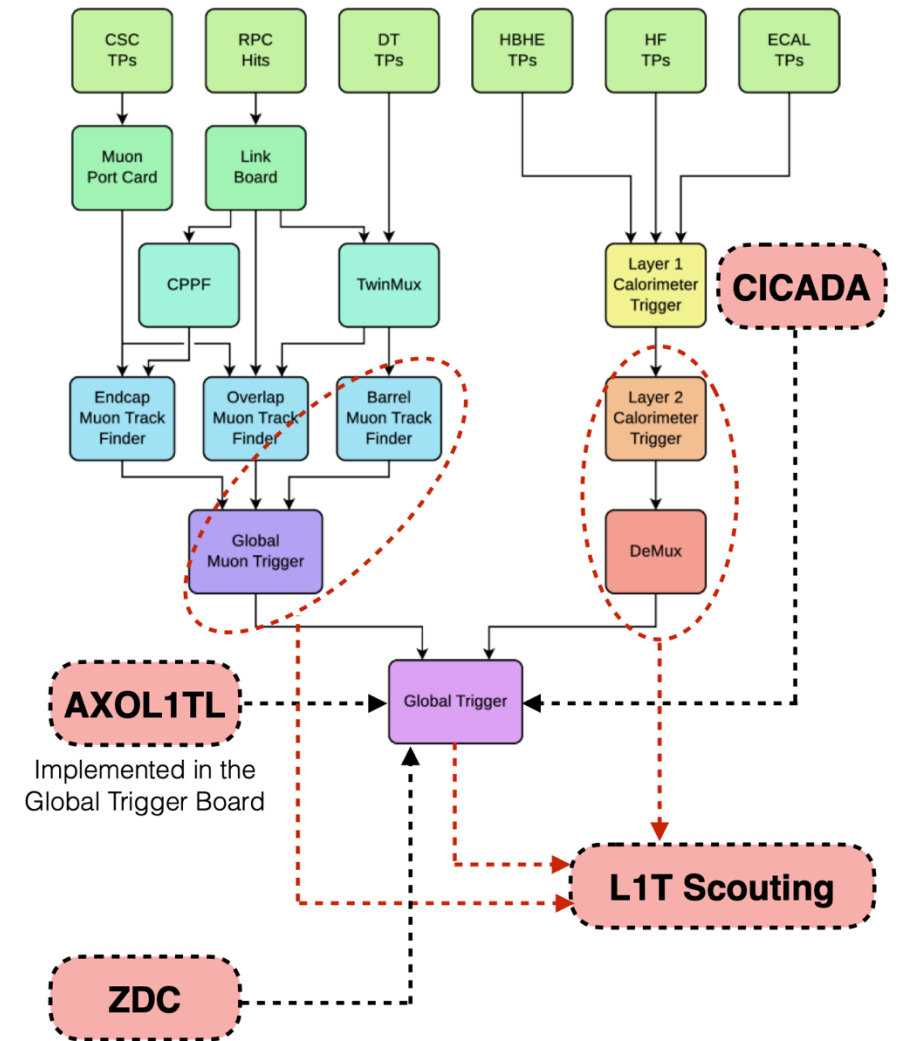 CSC
TPs
RPC
Hits
DT
TPs
HBHE
TPs
HF
TPs
ECAL
TPs
Muon
Port Card
Link
Board
CPPF
TwinMux
Layer 1
Calorimeter
Trigger
CICADA
Endcap
Muon Track
Finder
Overlap
Muon Track
Finder
Barrel
Muon Track
Finder
Layer 2
Calorimeter
Trigger
Global
Muon Trigger
DeMux
AXOL1TL
Global Trigger
Implemented in the
Global Trigger Board
L1T Scouting
ZDC